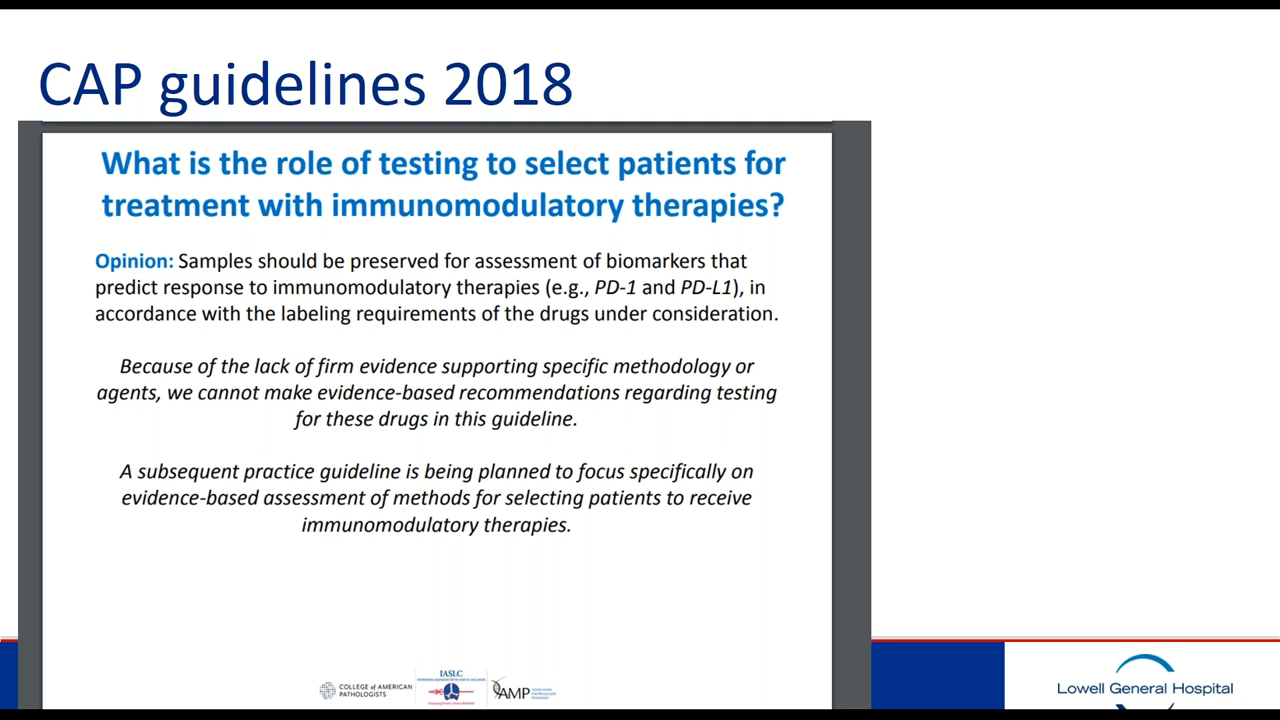 CAP guidelines 2018
What is the role of testing to select patients for
treatment with immunomodulatory therapies?
Opinion: Samples should be preserved for assessment of biomarkers that
predict response to immunomodulatory therapies (e.g., PD-1 and PD-L1), in
accordance with the labeling requirements of the drugs under consideration.
Because of the lack of firm evidence supporting specific methodology or
agents, we cannot make evidence-based recommendations regarding testing
for these drugs in this guideline.
A subsequent practice guideline is being planned to focus specifically on
evidence-based assessment of methods for selecting patients to receive
immunomodulatory therapies.
COLLEGE of AMERICAN
PATHOLOGISTS
IASLC
AMP
Lowell General Hospital